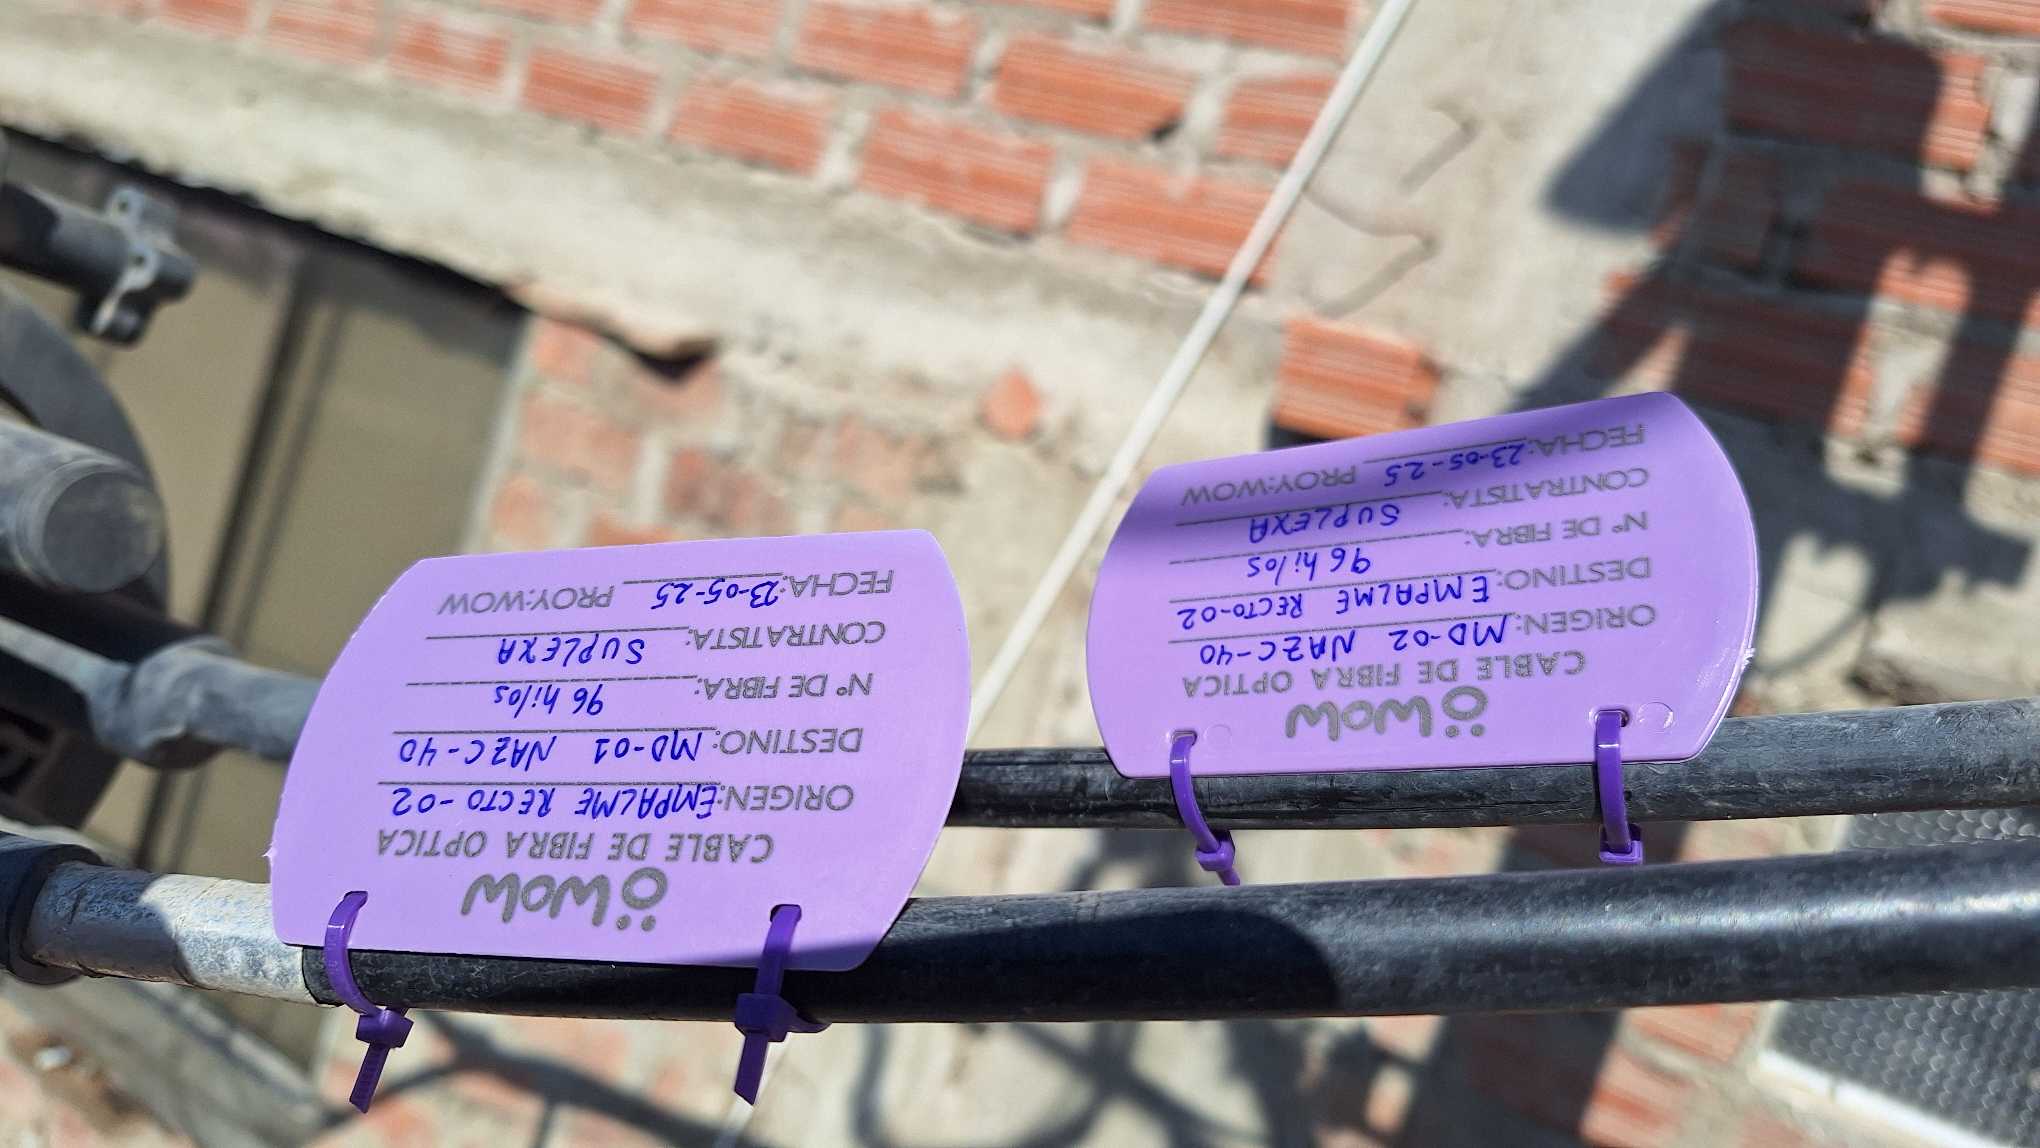 WOW
CABLE DE FIBRA OPTICA
ORIGEN: EMPALME RECTO-02
DESTINO: MD-01 NAZC-40
N° DE FIBRA: 96 hilos
CONTRATISTA: SUPLEXA
FECHA: 23-05-25 PROY:WOW
WOW
CABLE DE FIBRA OPTICA
ORIGEN: MD-02 NAZC-40
DESTINO: EMPALME RECTO-02
N° DE FIBRA: 96 hilos
CONTRATISTA: SUPLEXA
FECHA: 23-05-25 PROY:WOW